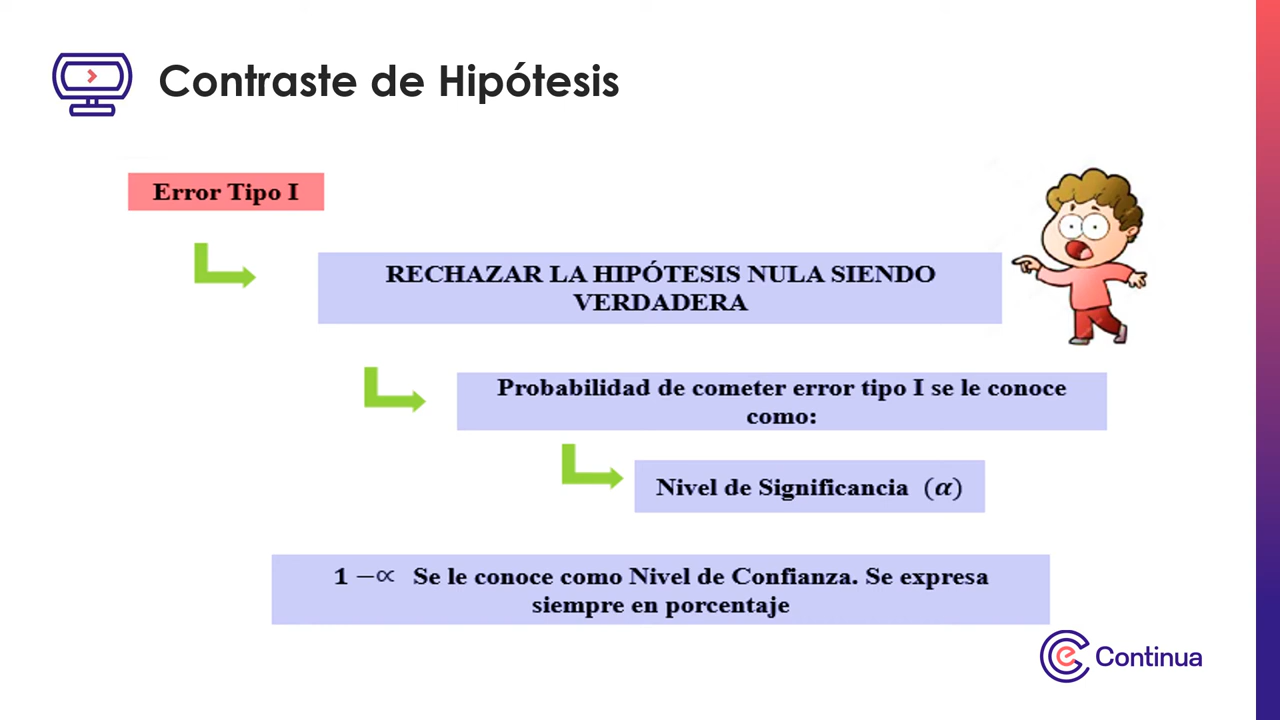 Contraste de Hipótesis
Error Tipo I
RECHAZAR LA HIPÓTESIS NULA SIENDO
VERDADERA
Probabilidad de cometer error tipo I se le conoce
como:
Nivel de Significancia (α)
1 −∝ Se le conoce como Nivel de Confianza. Se expresa
siempre en porcentaje
Continua